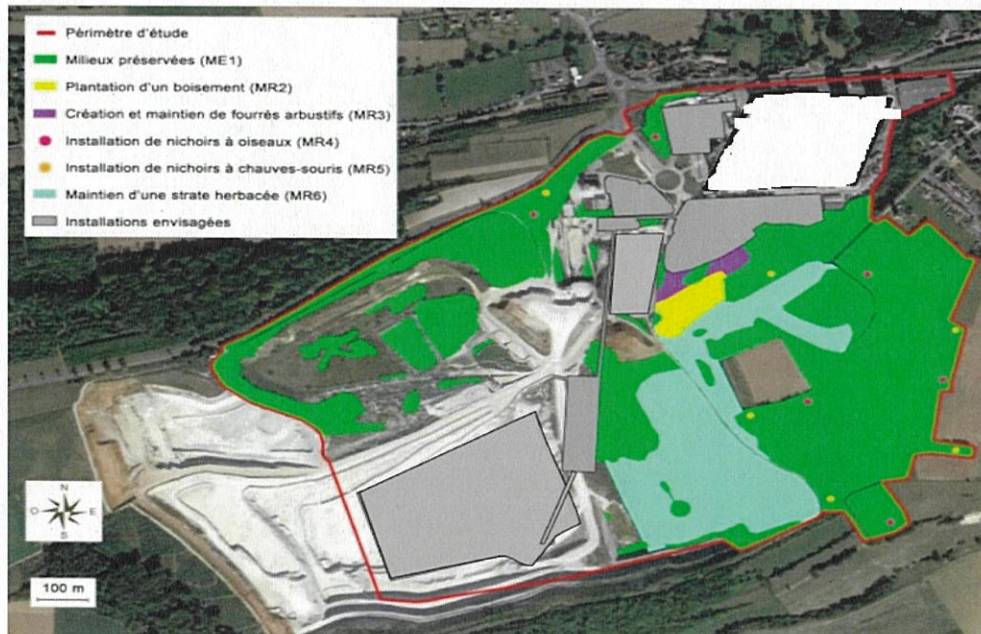 Périmètre d'étude
Milieux préservées (ME1)
Plantation d'un boisement (MR2)
Création et maintien de fourrés arbustifs (MR3)
Installation de nichoirs à oiseaux (MR4)
Installation de nichoirs à chauves-souris (MR5)
Maintien d'une strate herbacée (MR6)
Installations envisagées
N
O E
S
100 m